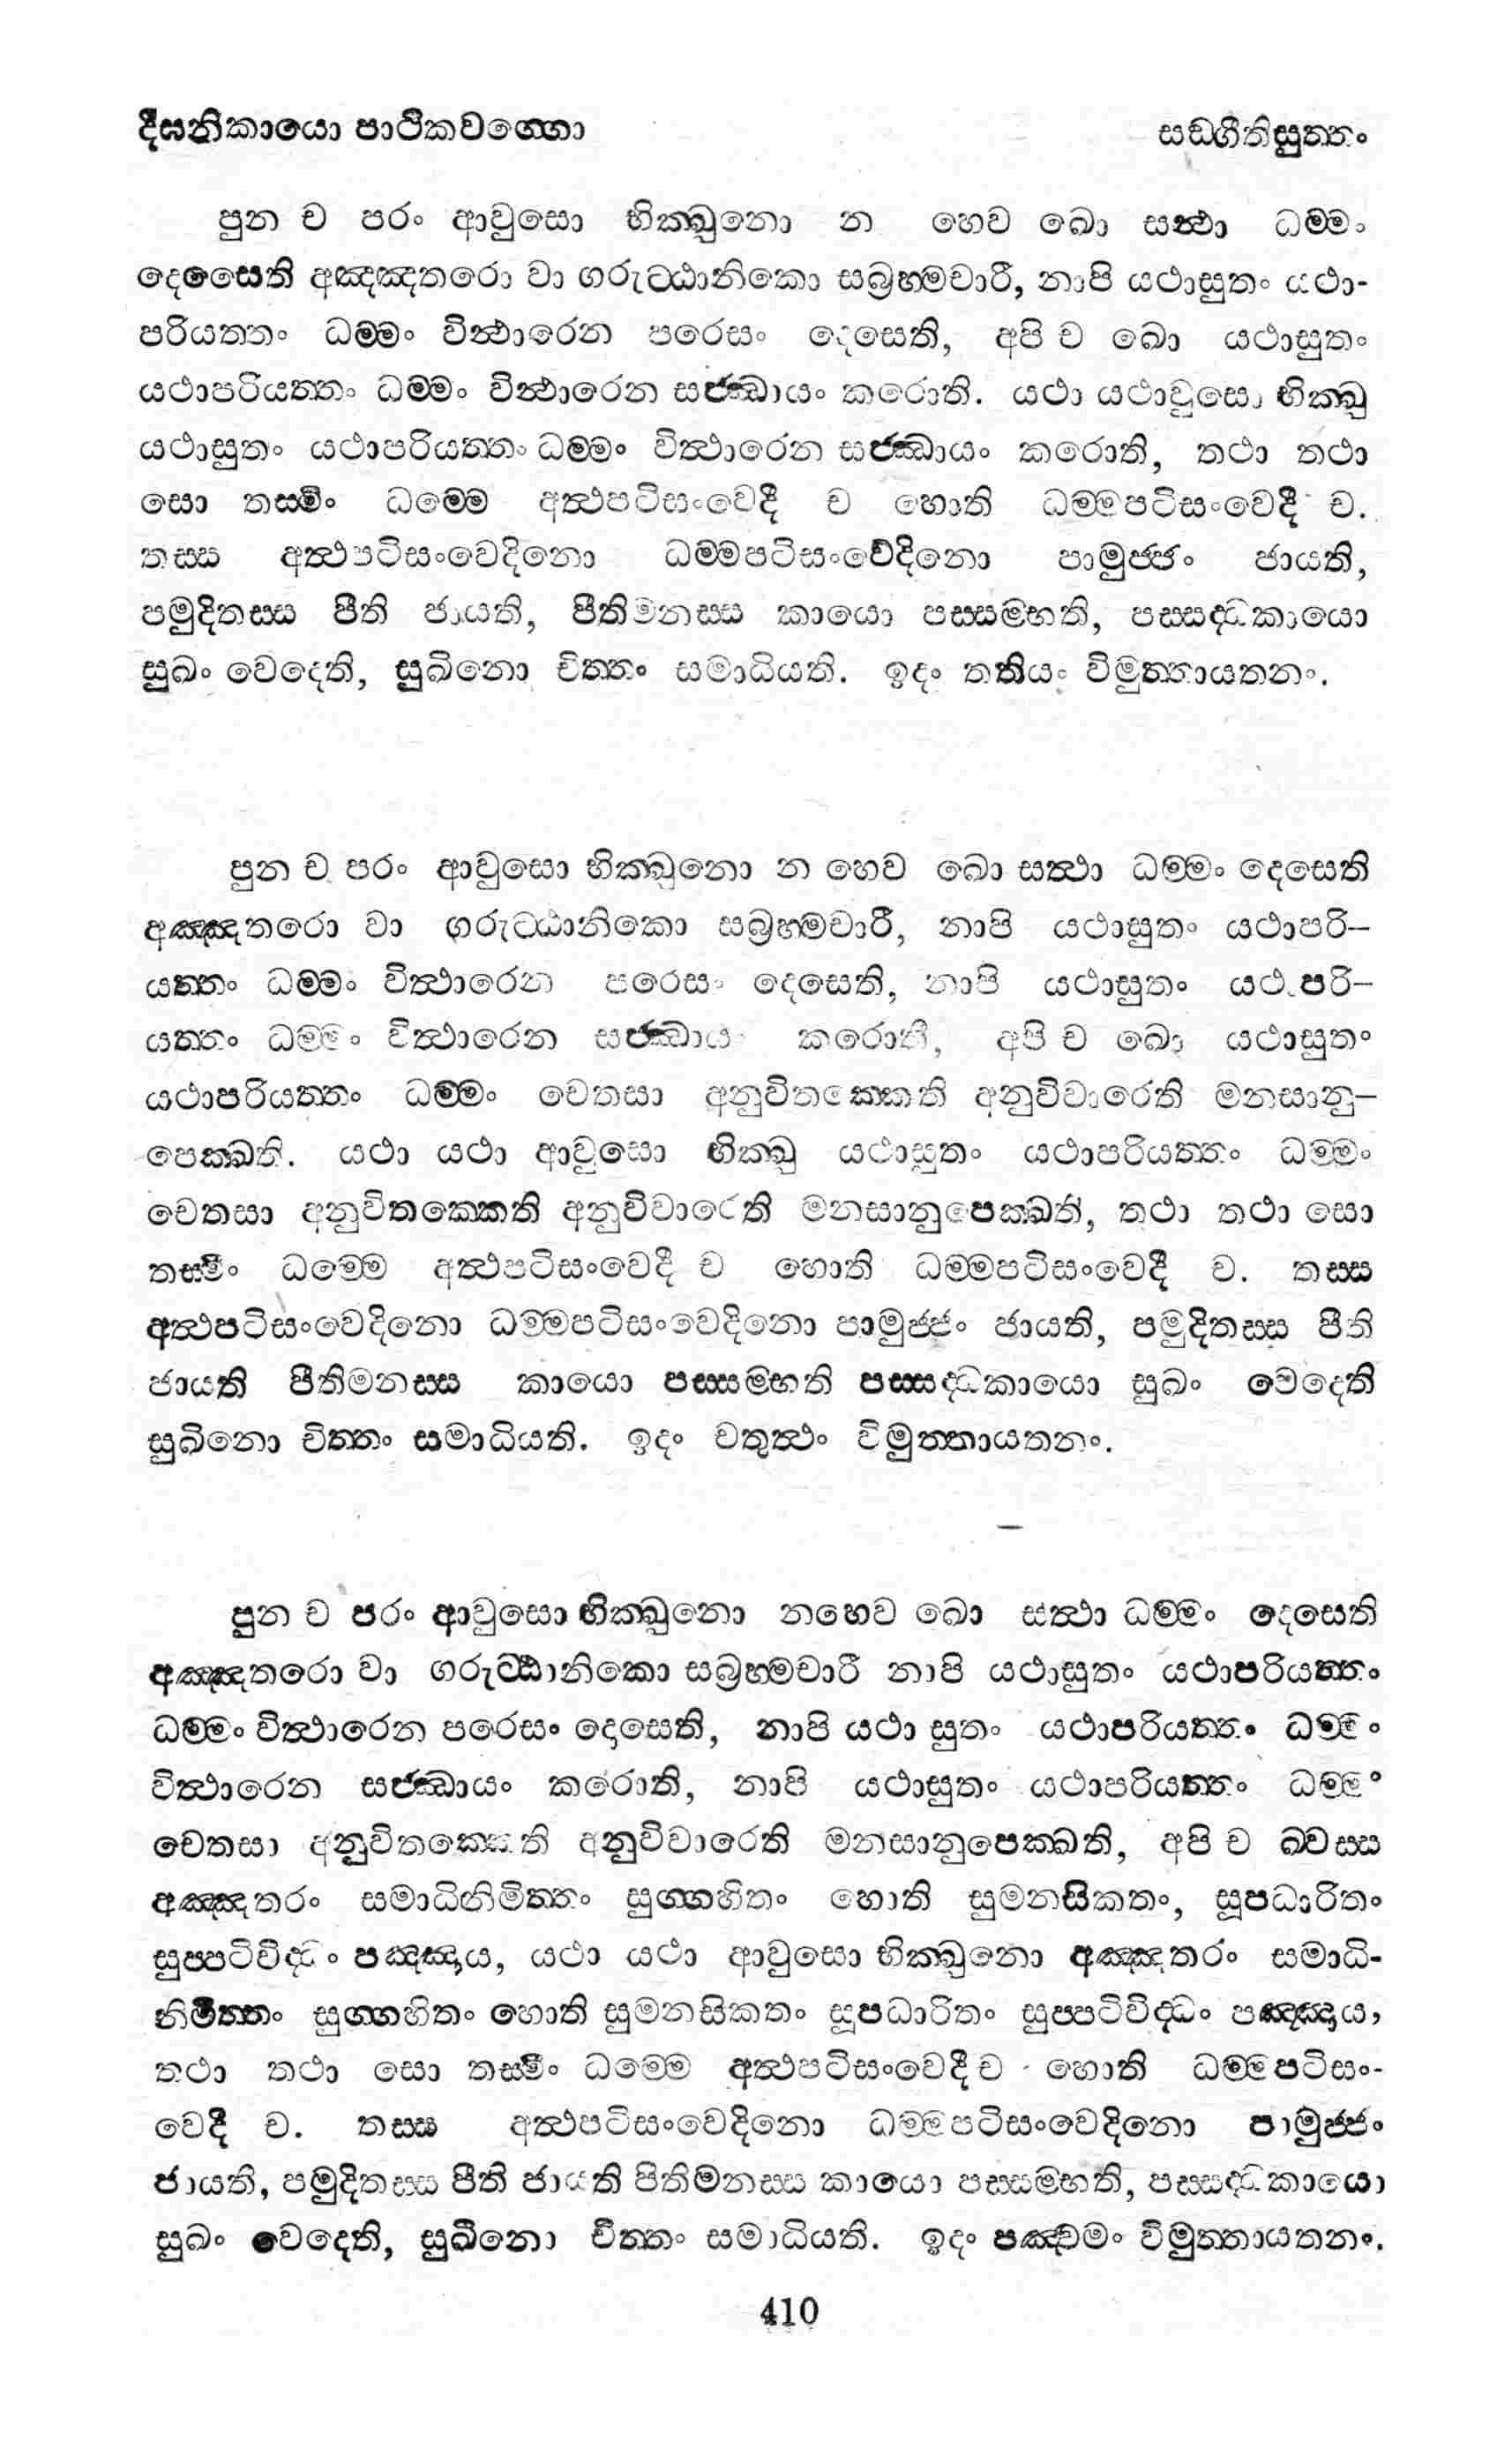 දීඝනිකායො පාථිකවග්ගො
සඞ්ගීතිසුත්තං
පුන ච පරං ආවුසො භික්ඛුනො න හෙව ඛො සත්ථා ධම්මං
දෙසෙති අඤ්ඤතරො වා ගරුට්ඨානිකො සබ්‍රහ්මචාරී, නාපි යථාසුතං යථා-
පරියත්තං ධම්මං විත්ථාරෙන පරෙසං දෙසෙති, අපි ච ඛො යථාසුතං
යථාපරියත්තං ධම්මං විත්ථාරෙන සජ්ඣායං කරොති. යථා යථාවුසො භික්ඛු
යථාසුතං යථාපරියත්තං ධම්මං විත්ථාරෙන සජ්ඣායං කරොති, තථා තථා
සො තස්මිං ධම්මෙ අත්ථපටිසංවෙදී ච හොති ධම්මපටිසංවෙදී ච.
තස්ස අත්ථපටිසංවෙදිනො ධම්මපටිසංවේදිනො පාමුජ්ජං ජායති,
පමුදිතස්ස පීති ජායති, පීතිමනස්ස කායො පස්සම්භති, පස්සද්ධකායො
සුඛං වෙදෙති, සුඛිනො චිත්තං සමාධියති. ඉදං තතියං විමුත්තායතනං.
පුන ච පරං ආවුසො භික්ඛුනො න හෙව ඛො සත්ථා ධම්මං දෙසෙති
අඤ්ඤතරො වා ගරුට්ඨානිකො සබ්‍රහ්මචාරී, නාපි යථාසුතං යථාපරි–
යත්තං ධම්මං විත්ථාරෙන පරෙසං දෙසෙති, නාපි යථාසුතං යථාපරි–
යත්තං ධම්මං විත්ථාරෙන සජ්ඣායං කරොති, අපි ච ඛො යථාසුතං
යථාපරියත්තං ධම්මං චෙතසා අනුවිතක්කෙති අනුවිචාරෙති මනසානු–
පෙක්ඛති. යථා යථා ආවුසො භික්ඛු යථාසුතං යථාපරියත්තං ධම්මං
චෙතසා අනුවිතක්කෙති අනුවිචාරෙති මනසානුපෙක්ඛති, තථා තථා සො
තස්මිං ධම්මෙ අත්ථපටිසංවෙදී ච හොති ධම්මපටිසංවෙදී ච. තස්ස
අත්ථපටිසංවෙදිනො ධම්මපටිසංවෙදිනො පාමුජ්ජං ජායති, පමුදිතස්ස පීති
ජායති පීතිමනස්ස කායො පස්සම්භති පස්සද්ධකායො සුඛං වෙදෙති
සුඛිනො චිත්තං සමාධියති. ඉදං චතුත්ථං විමුත්තායතනං.
පුන ච පරං ආවුසො භික්ඛුනො නහෙව ඛො සත්ථා ධම්මං දෙසෙති
අඤ්ඤතරො වා ගරුට්ඨානිකො සබ්‍රහ්මචාරී නාපි යථාසුතං යථාපරියත්තං
ධම්මං විත්ථාරෙන පරෙසං දොසෙති, නාපි යථා සුතං යථාපරියත්තං ධම්මං
විත්ථාරෙන සජ්ඣායං කරොති, නාපි යථාසුතං යථාපරියත්තං ධම්මං
චෙතසා අනුවිතක්කෙති අනුවිචාරෙති මනසානුපෙක්ඛති, අපි ච ඛ්වස්ස
අඤ්ඤතරං සමාධිනිමිත්තං සුග්ගහිතං හොති සුමනසිකතං, සූපධාරිතං
සුප්පටිවිද්ධං පඤ්ඤාය, යථා යථා ආවුසො භික්ඛුනො අඤ්ඤතරං සමාධි-
නිමිත්තං සුග්ගහිතං හොති සුමනසිකතං සූපධාරිතං සුප්පටිවිද්ධං පඤ්ඤාය,
තථා තථා සො තස්මිං ධම්මෙ අත්ථපටිසංවෙදී ච හොති ධම්මපටිසං-
වෙදී ච. තස්ස අත්ථපටිසංවෙදිනො ධම්මපටිසංවෙදිනො පාමුජ්ජං
ජායති, පමුදිතස්ස පීති ජායති පිතිමනස්ස කායො පස්සම්භති, පස්සද්ධිකායො
සුඛං වෙදෙති, සුඛිනො චිත්තං සමාධියති. ඉදං පඤ්චමං විමුත්තායතනං.
410